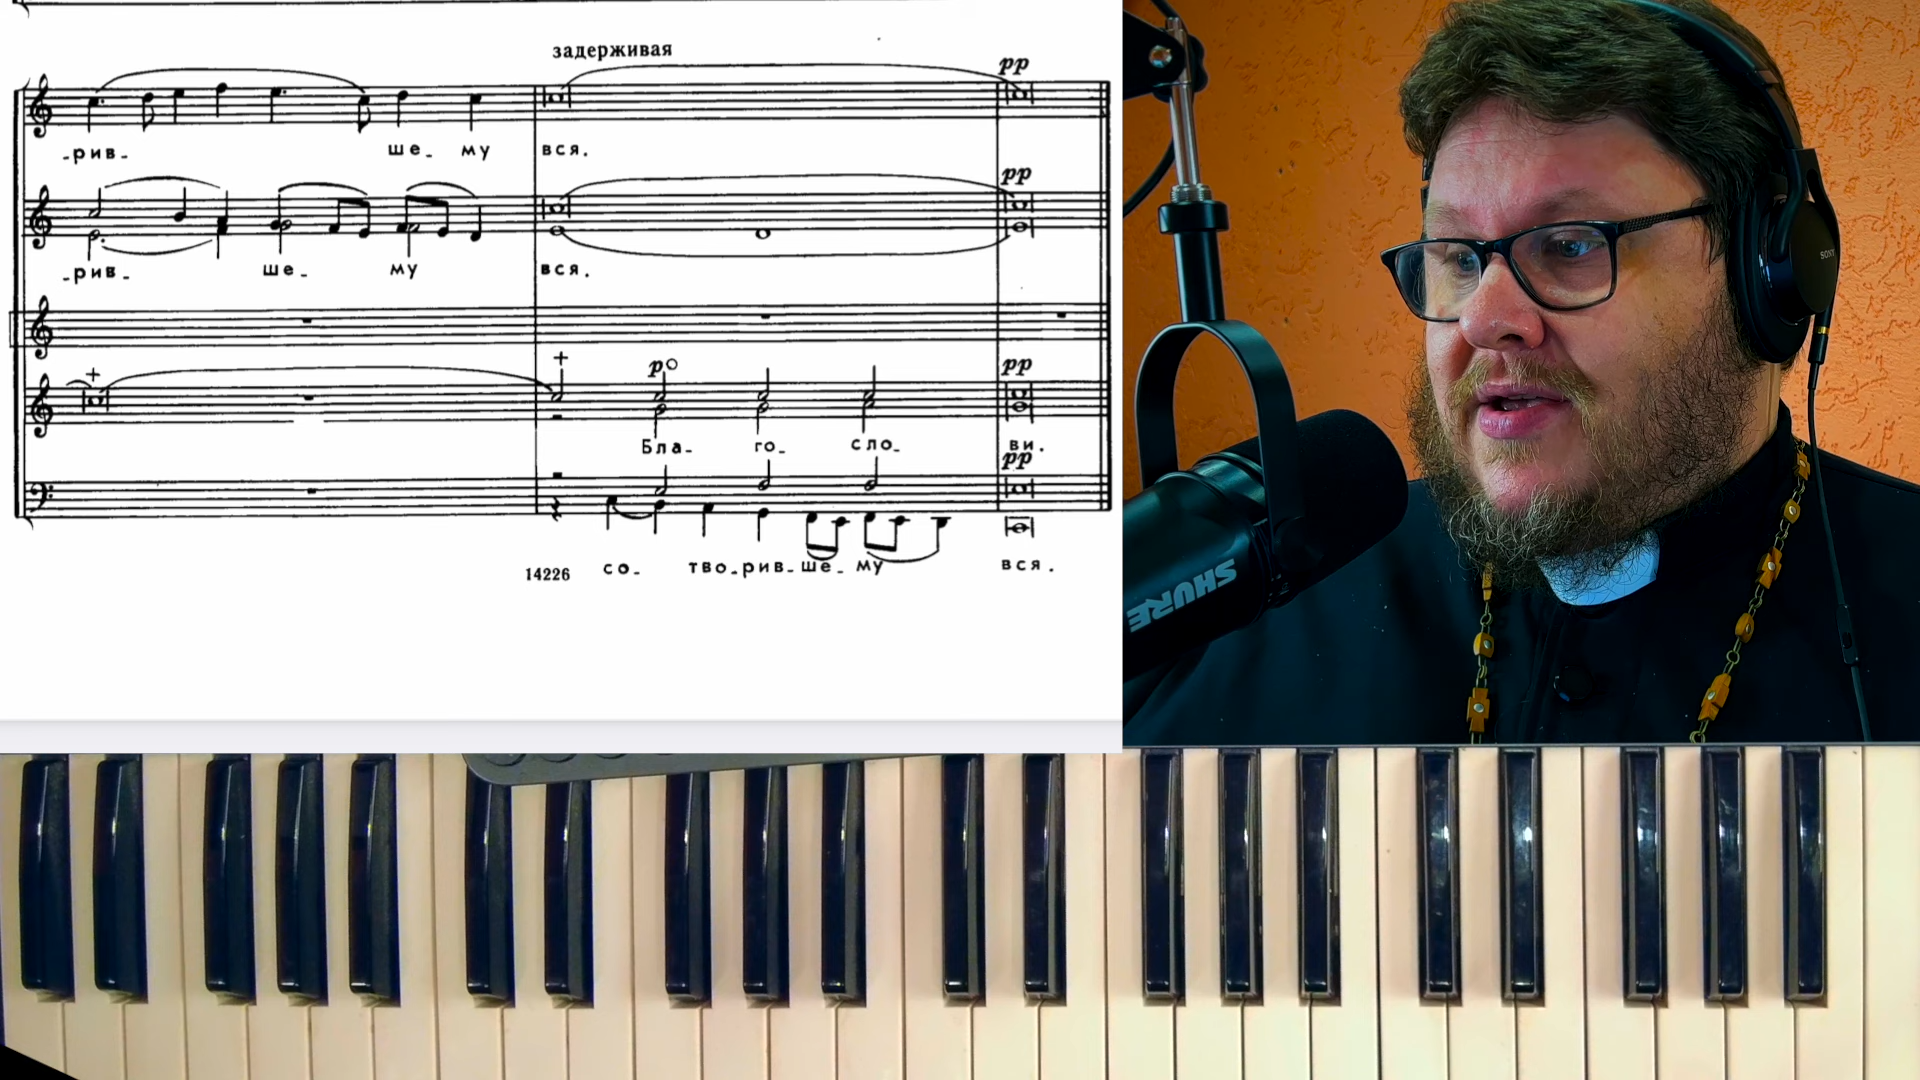 задерживая
pp
-рив- ше- му вся.
pp
-рив- ше- му вся.
+ + p pp
Бла- го- сло- ви.
pp
14226 со- тво-рив-ше- му вся.
SONY
SHURE